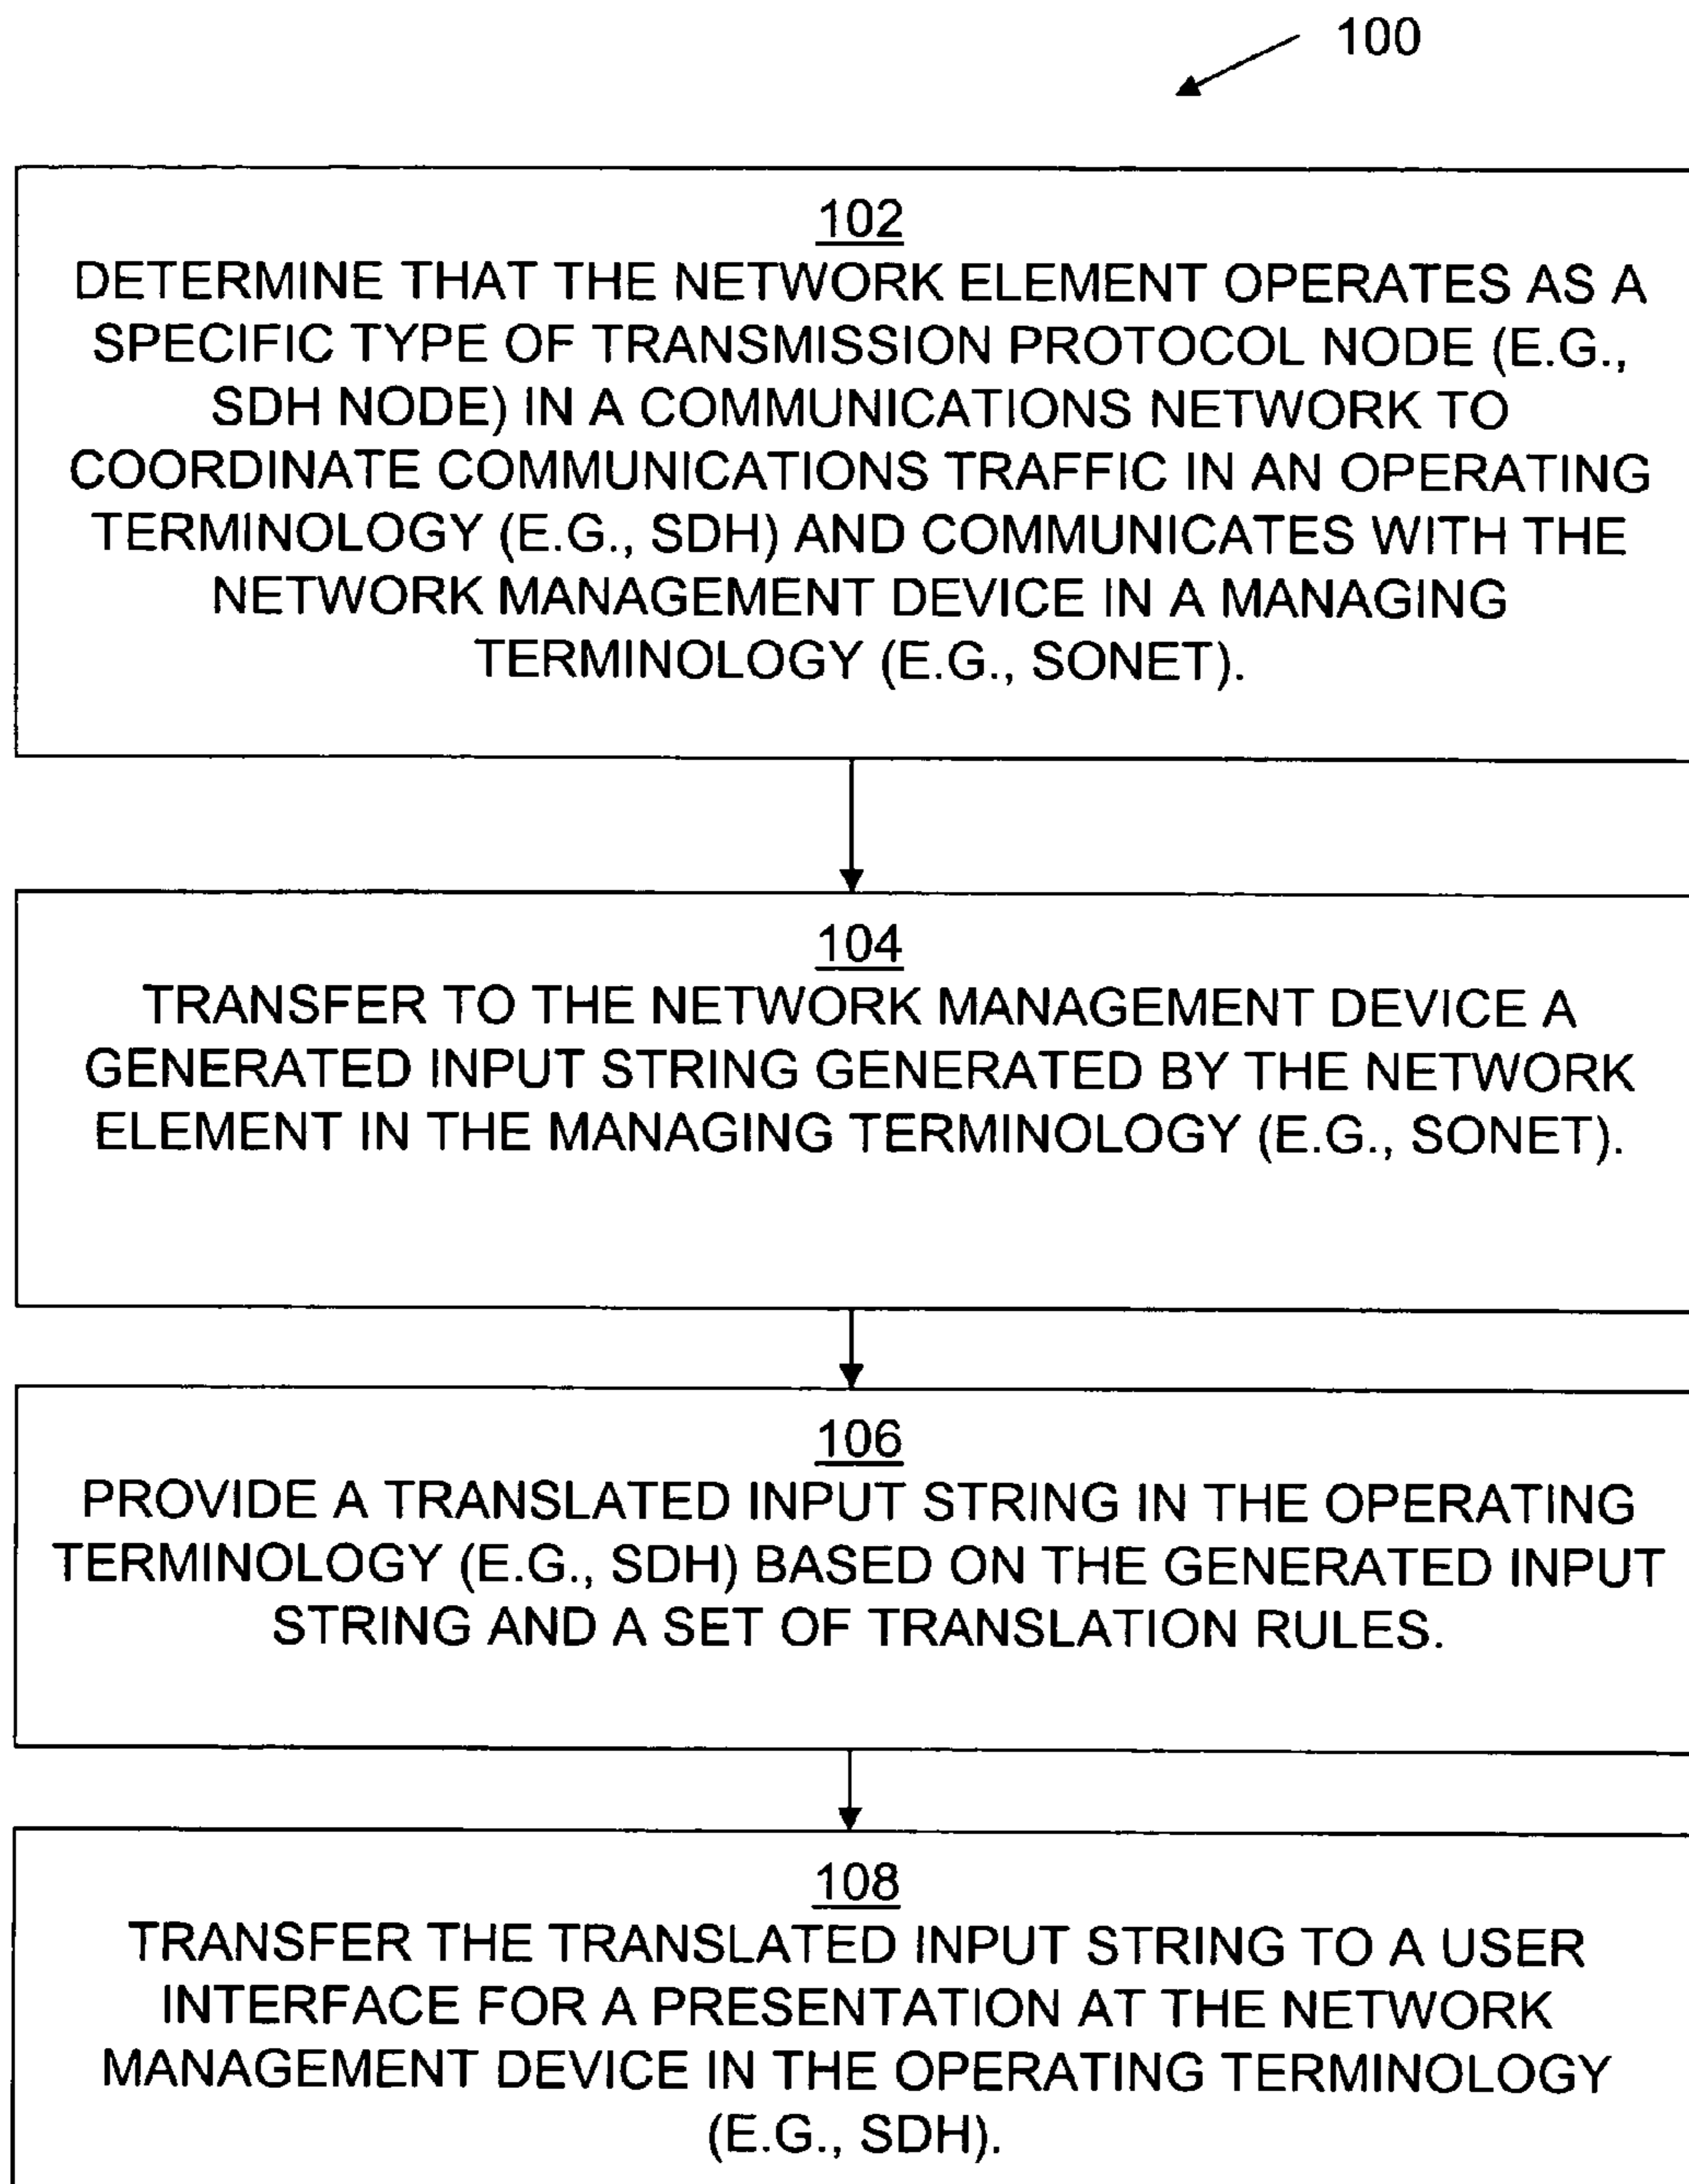 100
102
DETERMINE THAT THE NETWORK ELEMENT OPERATES AS A
SPECIFIC TYPE OF TRANSMISSION PROTOCOL NODE (E.G.,
SDH NODE) IN A COMMUNICATIONS NETWORK TO
COORDINATE COMMUNICATIONS TRAFFIC IN AN OPERATING
TERMINOLOGY (E.G., SDH) AND COMMUNICATES WITH THE
NETWORK MANAGEMENT DEVICE IN A MANAGING
TERMINOLOGY (E.G., SONET).
104
TRANSFER TO THE NETWORK MANAGEMENT DEVICE A
GENERATED INPUT STRING GENERATED BY THE NETWORK
ELEMENT IN THE MANAGING TERMINOLOGY (E.G., SONET).
106
PROVIDE A TRANSLATED INPUT STRING IN THE OPERATING
TERMINOLOGY (E.G., SDH) BASED ON THE GENERATED INPUT
STRING AND A SET OF TRANSLATION RULES.
108
TRANSFER THE TRANSLATED INPUT STRING TO A USER
INTERFACE FOR A PRESENTATION AT THE NETWORK
MANAGEMENT DEVICE IN THE OPERATING TERMINOLOGY
(E.G., SDH).